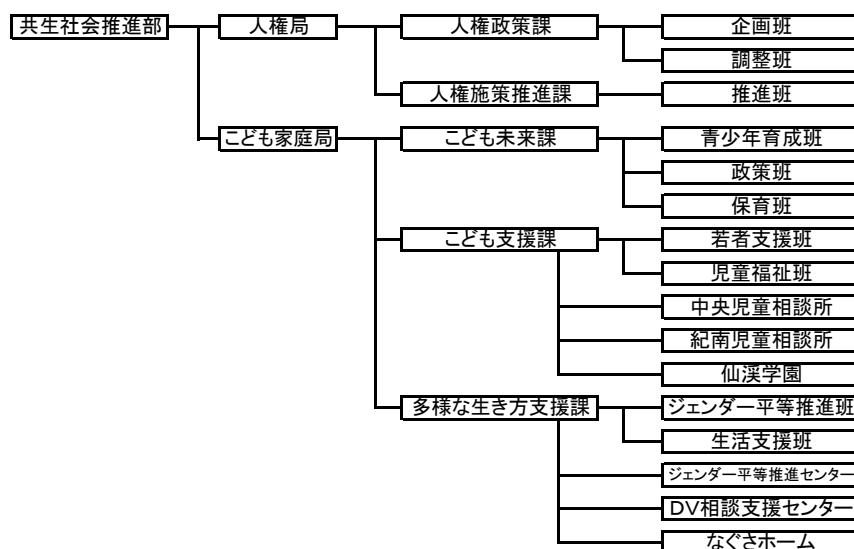 共生社会推進部 人権局 人権政策課 企画班
調整班
人権施策推進課 推進班
こども家庭局 こども未来課 青少年育成班
政策班
保育班
こども支援課 若者支援班
児童福祉班
中央児童相談所
紀南児童相談所
仙溪学園
多様な生き方支援課 ジェンダー平等推進班
生活支援班
ジェンダー平等推進センター
DV相談支援センター
なぐさホーム